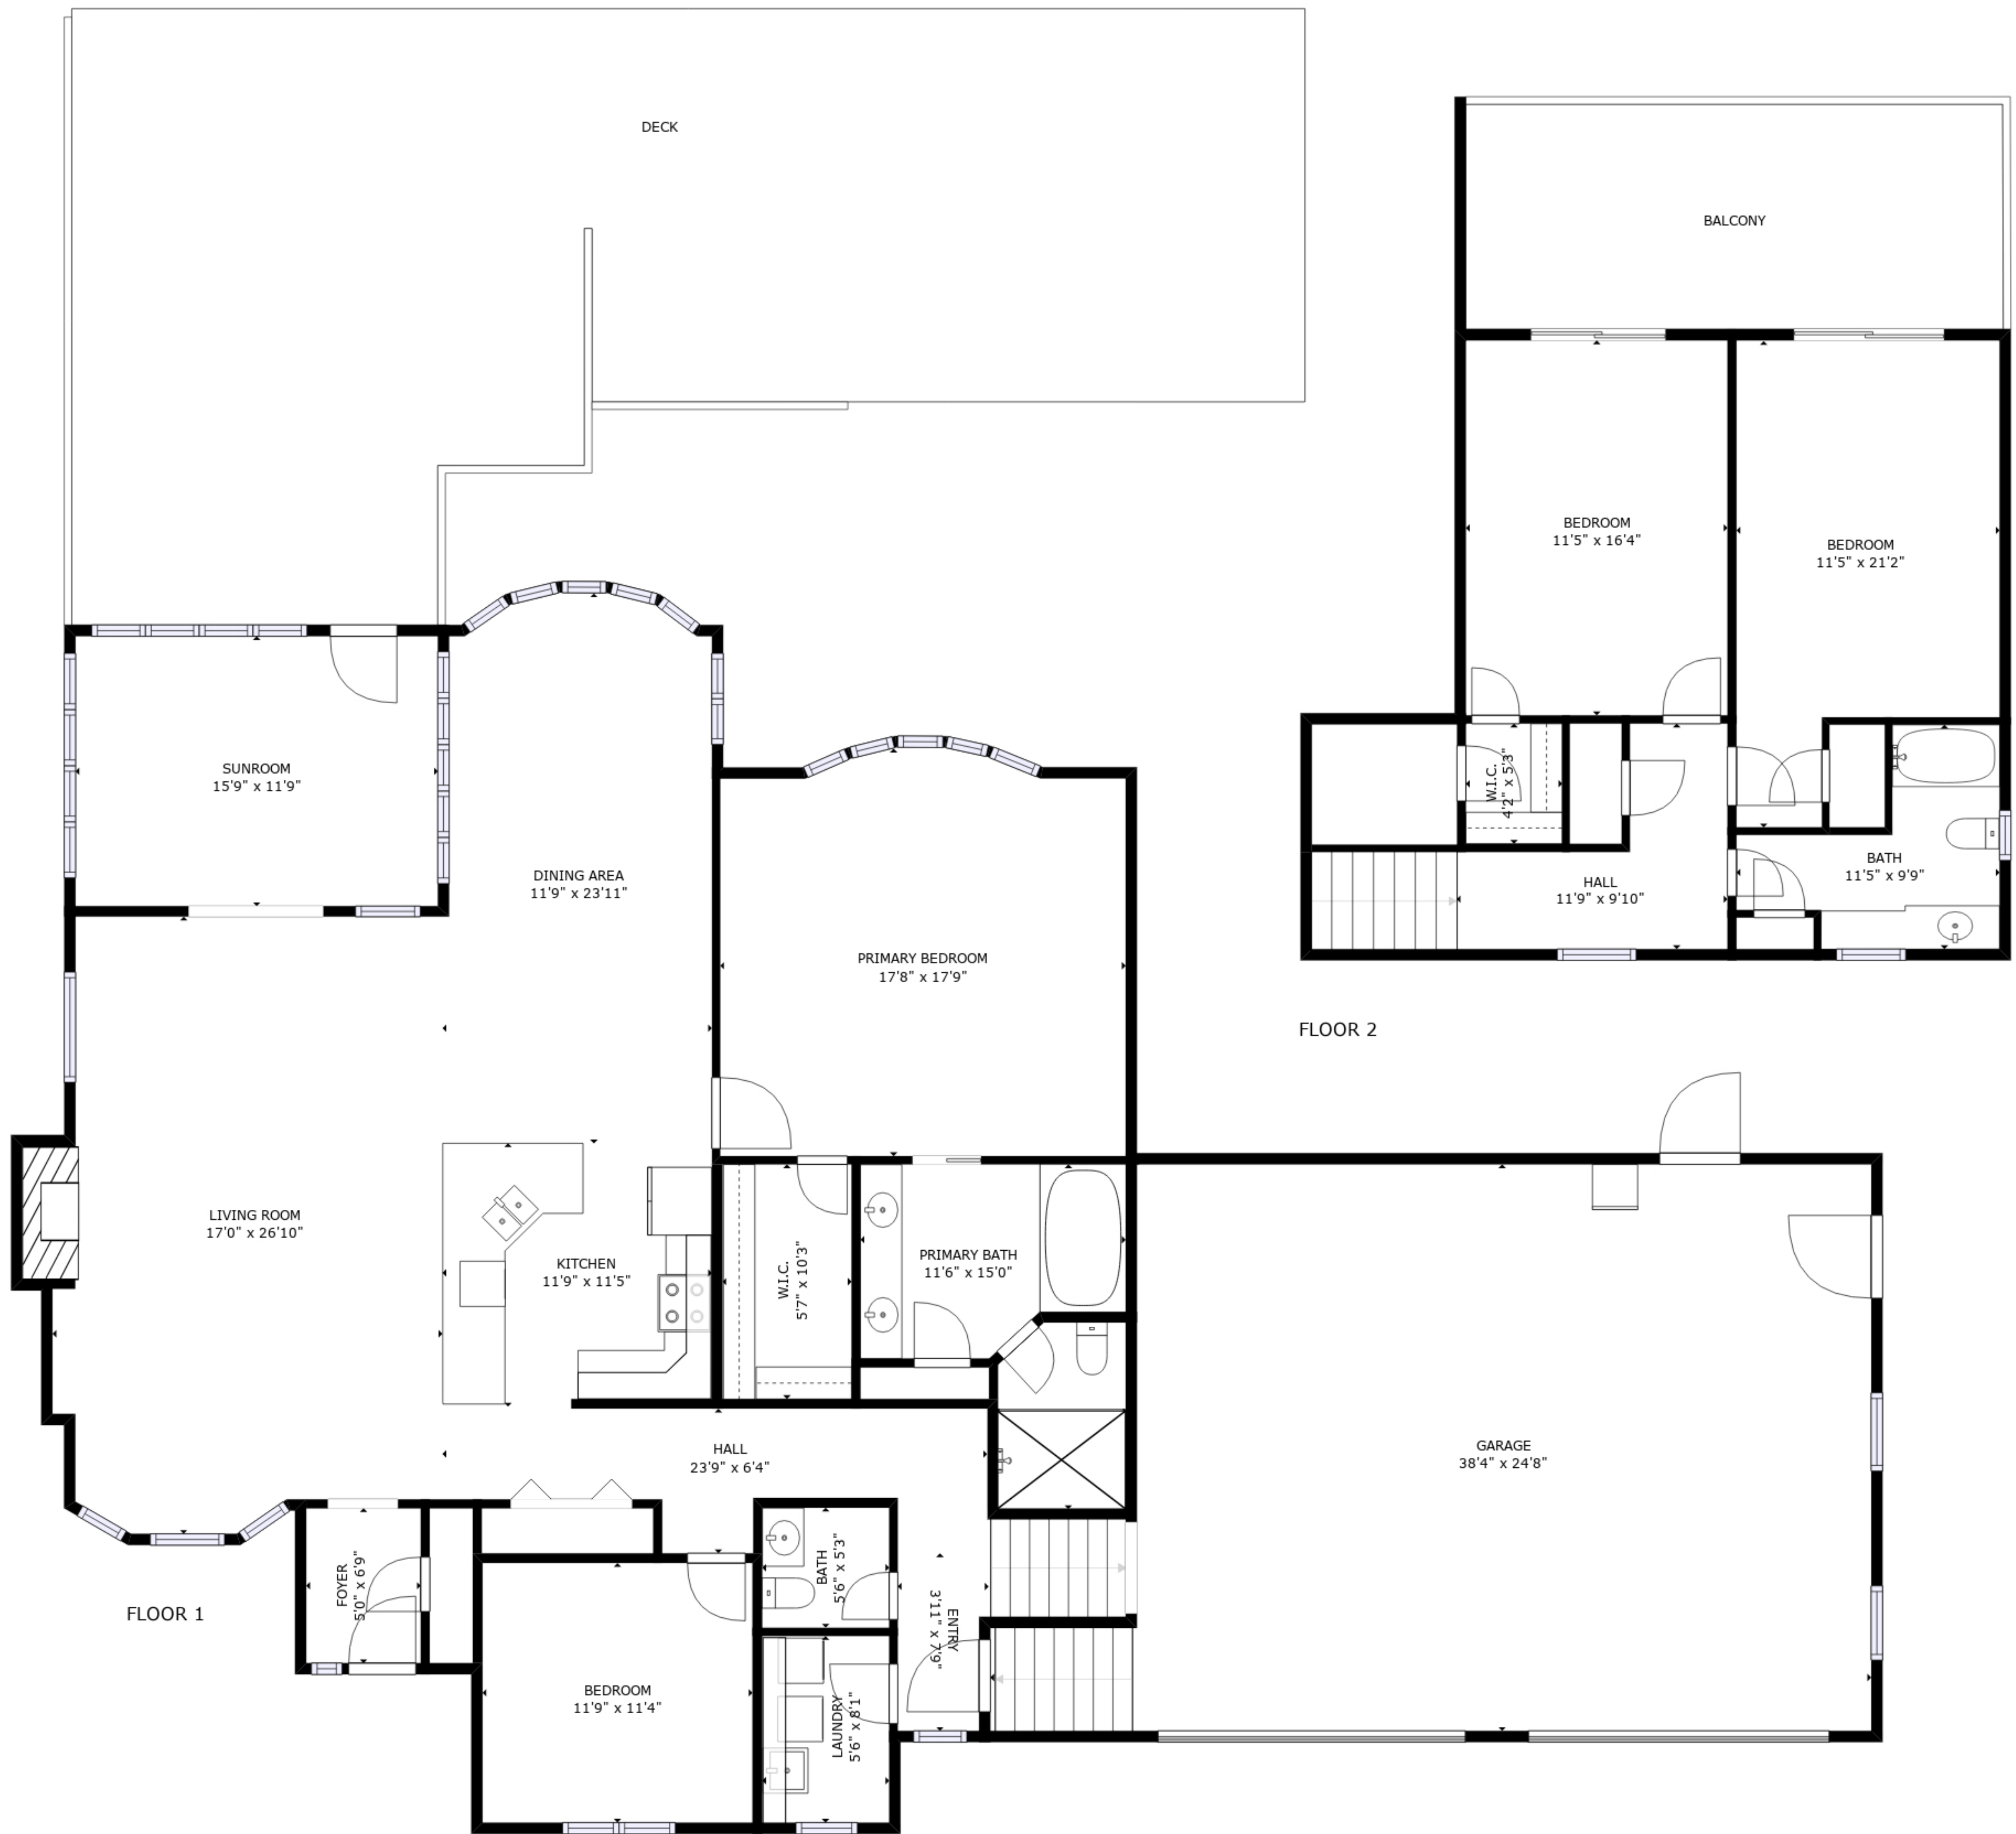 DECK
BALCONY
BEDROOM
11'5" x 16'4"
BEDROOM
11'5" x 21'2"
SUNROOM
15'9" x 11'9"
W.I.C.
4'2" x 5'3"
DINING AREA
11'9" x 23'11"
HALL
11'9" x 9'10"
BATH
11'5" x 9'9"
PRIMARY BEDROOM
17'8" x 17'9"
FLOOR 2
LIVING ROOM
17'0" x 26'10"
KITCHEN
11'9" x 11'5"
W.I.C.
5'7" x 10'3"
PRIMARY BATH
11'6" x 15'0"
HALL
23'9" x 6'4"
GARAGE
38'4" x 24'8"
FOYER
5'0" x 6'9"
BATH
5'6" x 5'3"
FLOOR 1
ENTRY
3'11" x 7'9"
BEDROOM
11'9" x 11'4"
LAUNDRY
5'6" x 8'1"